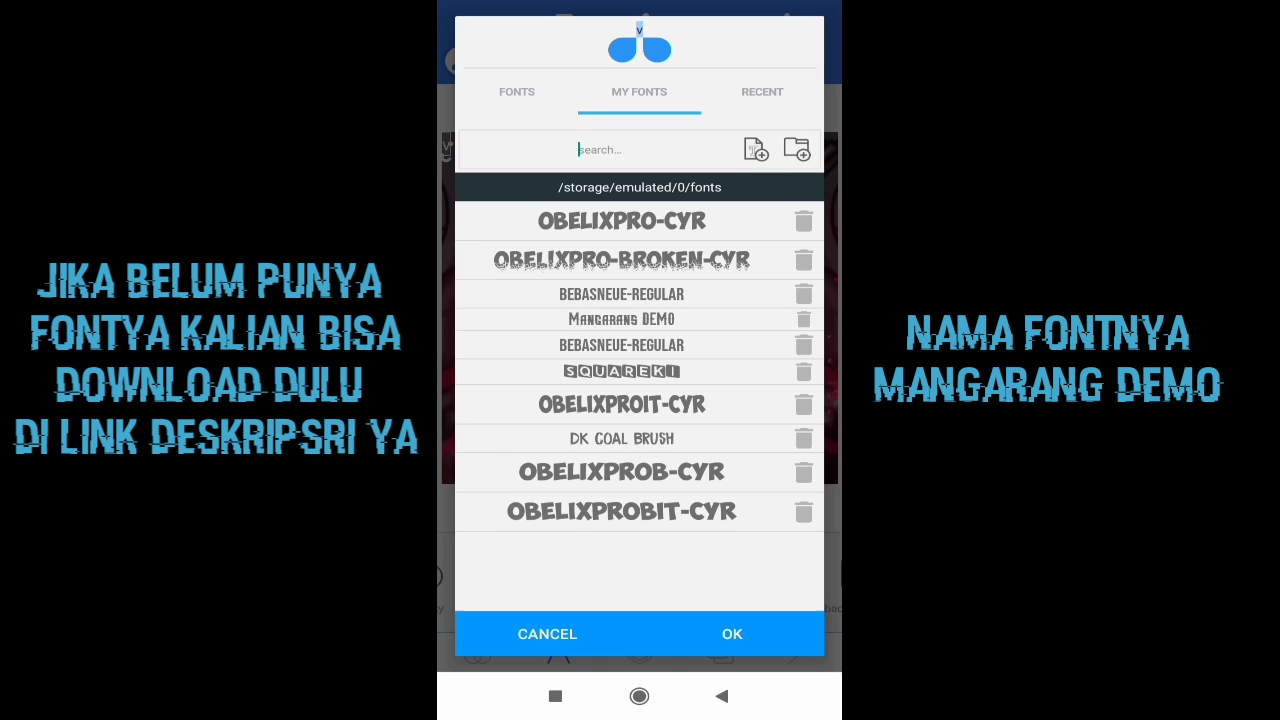 JIKA BELUM PUNYA
FONTYA KALIAN BISA
DOWNLOAD DULU
DI LINK DESKRIPSRI YA
v
FONTS
MY FONTS
RECENT
search...
/storage/emulated/0/fonts
OBELIXPRO-CYR
OBELIXPRO-BROKEN-CYR
BEBASNEUE-REGULAR
MANGARANG DEMO
BEBASNEUE-REGULAR
SQUAREKI
OBELIXPROIT-CYR
DK COAL BRUSH
OBELIXPROB-CYR
OBELIXPROBIT-CYR
CANCEL
OK
NAMA FONTNYA
MANGARANG DEMO